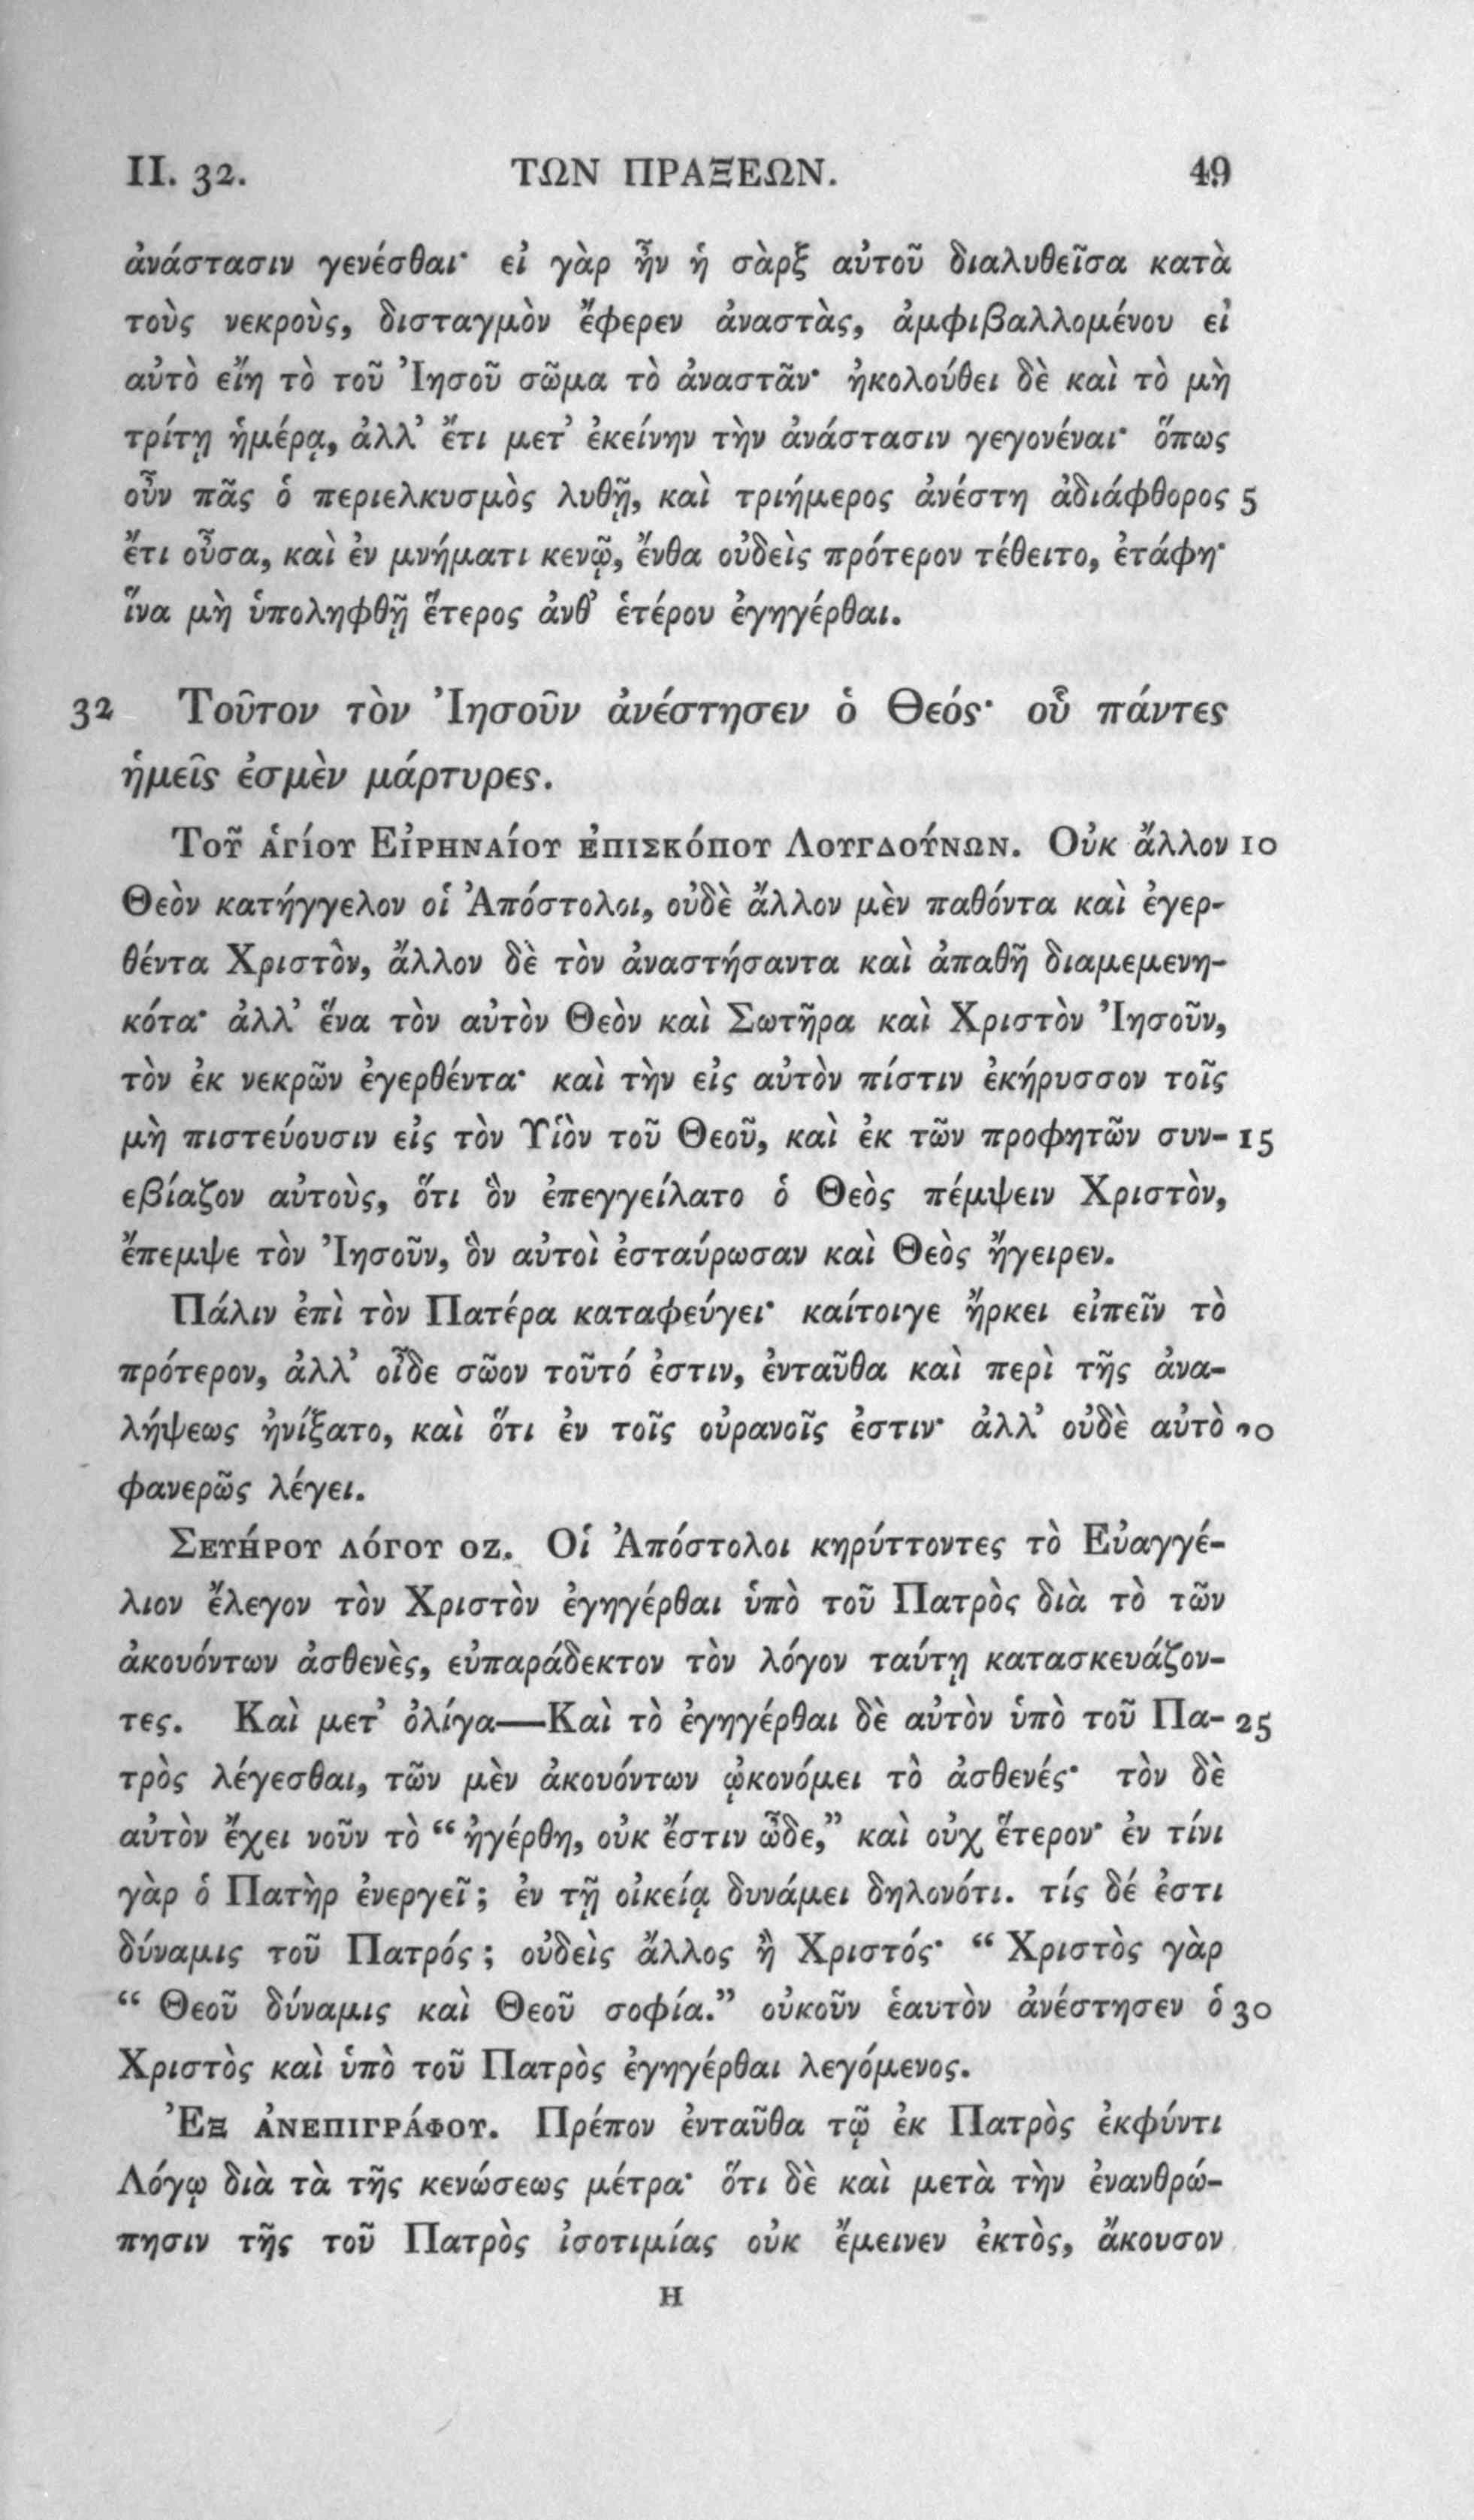 II. 32. ΤΩΝ ΠΡΑΞΕΩΝ. 49
ἀνάστασιν γενέσθαι· εἰ γὰρ ἦν ἡ σὰρξ αὐτοῦ διαλυθεῖσα κατὰ
τοὺς νεκροὺς, δισταγμὸν ἔφερεν ἀναστὰς, ἀμφιβαλλομένου εἰ
αὐτὸ εἴη τὸ τοῦ Ἰησοῦ σῶμα τὸ ἀναστᾶν· ἠκολούθει δὲ καὶ τὸ μὴ
τρίτῃ ἡμέρᾳ, ἀλλ’ ἔτι μετ’ ἐκείνην τὴν ἀνάστασιν γεγονέναι· ὅπως
οὖν πᾶς ὁ περιελκυσμὸς λυθῇ, καὶ τριήμερος ἀνέστη ἀδιάφθορος 5
ἔτι οὖσα, καὶ ἐν μνήματι κενῷ, ἔνθα οὐδεὶς πρότερον τέθειτο, ἐτάφη·
ἵνα μὴ ὑποληφθῇ ἕτερος ἀνθ’ ἑτέρου ἐγηγέρθαι.
32 Τοῦτον τὸν Ἰησοῦν ἀνέστησεν ὁ Θεός· οὗ πάντες
ἡμεῖς ἐσμὲν μάρτυρες.
Τοῦ ἁγίου Εἰρηναίου ἐπισκόπου Λουγδούνων. Οὐκ ἄλλον 10
Θεὸν κατήγγελον οἱ Ἀπόστολοι, οὐδὲ ἄλλον μὲν παθόντα καὶ ἐγερ-
θέντα Χριστὸν, ἄλλον δὲ τὸν ἀναστήσαντα καὶ ἀπαθῆ διαμεμενη-
κότα· ἀλλ’ ἕνα τὸν αὐτὸν Θεὸν καὶ Σωτῆρα καὶ Χριστὸν Ἰησοῦν,
τὸν ἐκ νεκρῶν ἐγερθέντα· καὶ τὴν εἰς αὐτὸν πίστιν ἐκήρυσσον τοῖς
μὴ πιστεύουσιν εἰς τὸν Υἱὸν τοῦ Θεοῦ, καὶ ἐκ τῶν προφητῶν συν- 15
εβίαζον αὐτοὺς, ὅτι ὃν ἐπεγγείλατο ὁ Θεὸς πέμψειν Χριστὸν,
ἔπεμψε τὸν Ἰησοῦν, ὃν αὐτοὶ ἐσταύρωσαν καὶ Θεὸς ἤγειρεν.
Πάλιν ἐπὶ τὸν Πατέρα καταφεύγει· καίτοιγε ἤρκει εἰπεῖν τὸ
πρότερον, ἀλλ’ οἶδε σῶον τοῦτό ἐστιν, ἐνταῦθα καὶ περὶ τῆς ἀνα-
λήψεως ᾐνίξατο, καὶ ὅτι ἐν τοῖς οὐρανοῖς ἐστιν· ἀλλ’ οὐδὲ αὐτὸ 20
φανερῶς λέγει.
Σευήρου λόγου οζ. Οἱ Ἀπόστολοι κηρύττοντες τὸ Εὐαγγέ-
λιον ἔλεγον τὸν Χριστὸν ἐγηγέρθαι ὑπὸ τοῦ Πατρὸς διὰ τὸ τῶν
ἀκουόντων ἀσθενὲς, εὐπαράδεκτον τὸν λόγον ταύτῃ κατασκευάζον-
τες. Καὶ μετ’ ὀλίγα—Καὶ τὸ ἐγηγέρθαι δὲ αὐτὸν ὑπὸ τοῦ Πα- 25
τρὸς λέγεσθαι, τῶν μὲν ἀκουόντων ᾠκονόμει τὸ ἀσθενές· τὸν δὲ
αὐτὸν ἔχει νοῦν τὸ “ ἠγέρθη, οὐκ ἔστιν ὧδε,” καὶ οὐχ ἕτερον· ἐν τίνι
γὰρ ὁ Πατὴρ ἐνεργεῖ ; ἐν τῇ οἰκείᾳ δυνάμει δηλονότι. τίς δέ ἐστι
δύναμις τοῦ Πατρός ; οὐδεὶς ἄλλος ἢ Χριστός· “ Χριστὸς γὰρ
“ Θεοῦ δύναμις καὶ Θεοῦ σοφία.” οὐκοῦν ἑαυτὸν ἀνέστησεν ὁ 30
Χριστὸς καὶ ὑπὸ τοῦ Πατρὸς ἐγηγέρθαι λεγόμενος.
Ἐξ ἀνεπιγράφου. Πρέπον ἐνταῦθα τῷ ἐκ Πατρὸς ἐκφύντι
Λόγῳ διὰ τὰ τῆς κενώσεως μέτρα· ὅτι δὲ καὶ μετὰ τὴν ἐνανθρώ-
πησιν τῆς τοῦ Πατρὸς ἰσοτιμίας οὐκ ἔμεινεν ἐκτὸς, ἄκουσον
H